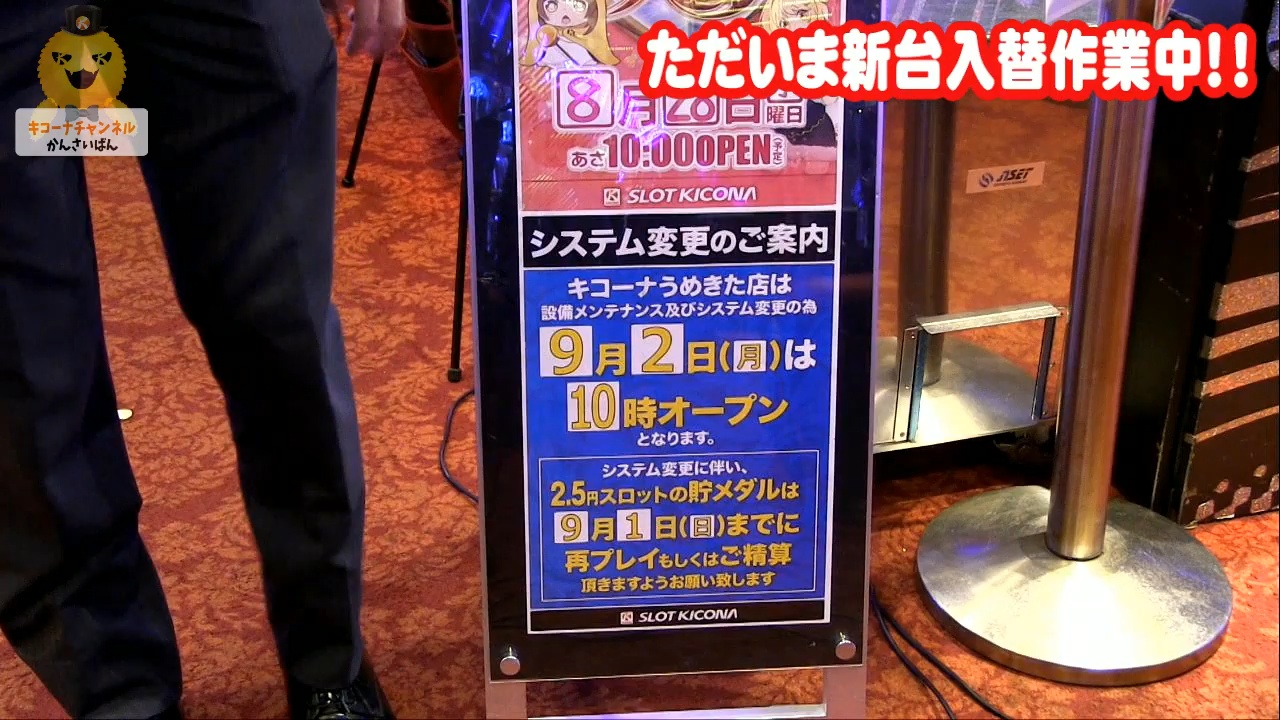 ただいま新台入替作業中!!
キコーナチャンネル
かんさいばん
8月28日
曜日
あさ10:00OPEN(予定)
SLOT KICONA
システム変更のご案内
キコーナうめきた店は
設備メンテナンス及びシステム変更の為
9月2日(月)は
10時オープン
となります。
システム変更に伴い、
2.5円スロットの貯メダルは
9月1日(日)までに
再プレイもしくはご精算
頂きますようお願い致します
SLOT KICONA